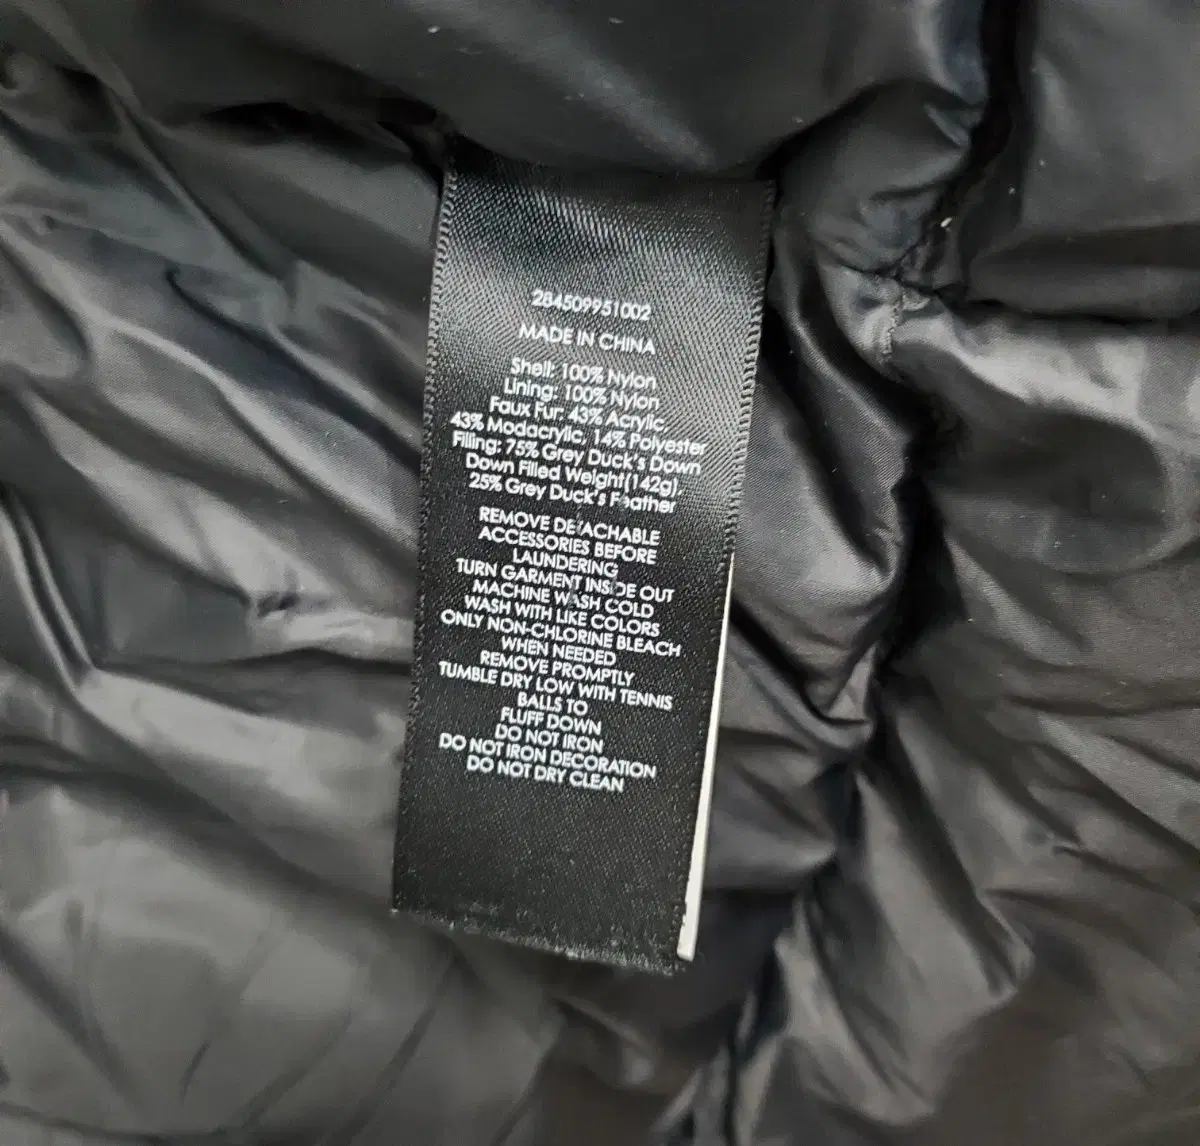 284509951002
MADE IN CHINA
Shell: 100% Nylon
Lining: 100% Nylon
Faux Fur: 43% Acrylic
43% Modacrylic, 14% Polyester
Filling: 75% Grey Duck's Down
Down Filled Weight(142g),
25% Grey Duck's Feather
REMOVE DETACHABLE
ACCESSORIES BEFORE
LAUNDERING
TURN GARMENT INSIDE OUT
MACHINE WASH COLD
WASH WITH LIKE COLORS
ONLY NON-CHLORINE BLEACH
WHEN NEEDED
REMOVE PROMPTLY
TUMBLE DRY LOW WITH TENNIS
BALLS TO
FLUFF DOWN
DO NOT IRON
DO NOT IRON DECORATION
DO NOT DRY CLEAN